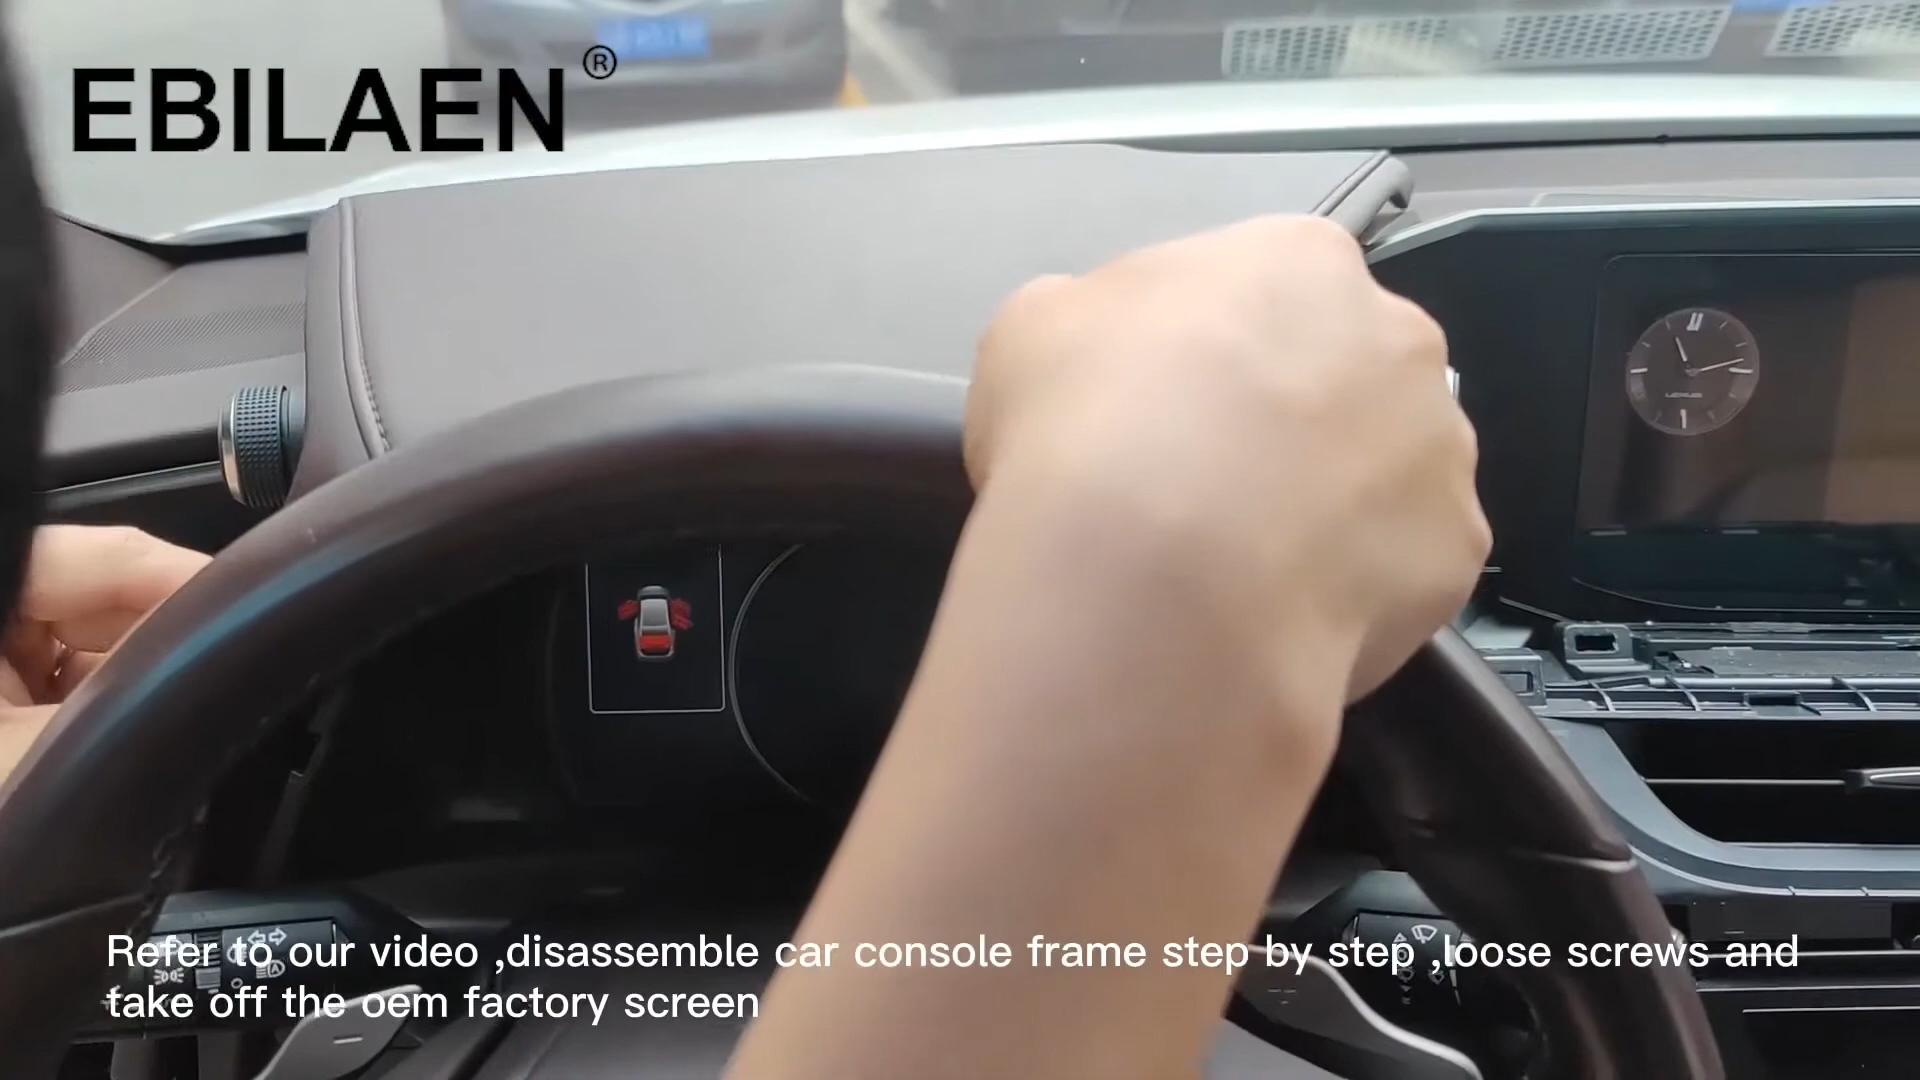 EBILAEN®
LEXUS
Refer to our video ,disassemble car console frame step by step ,loose screws and
take off the oem factory screen